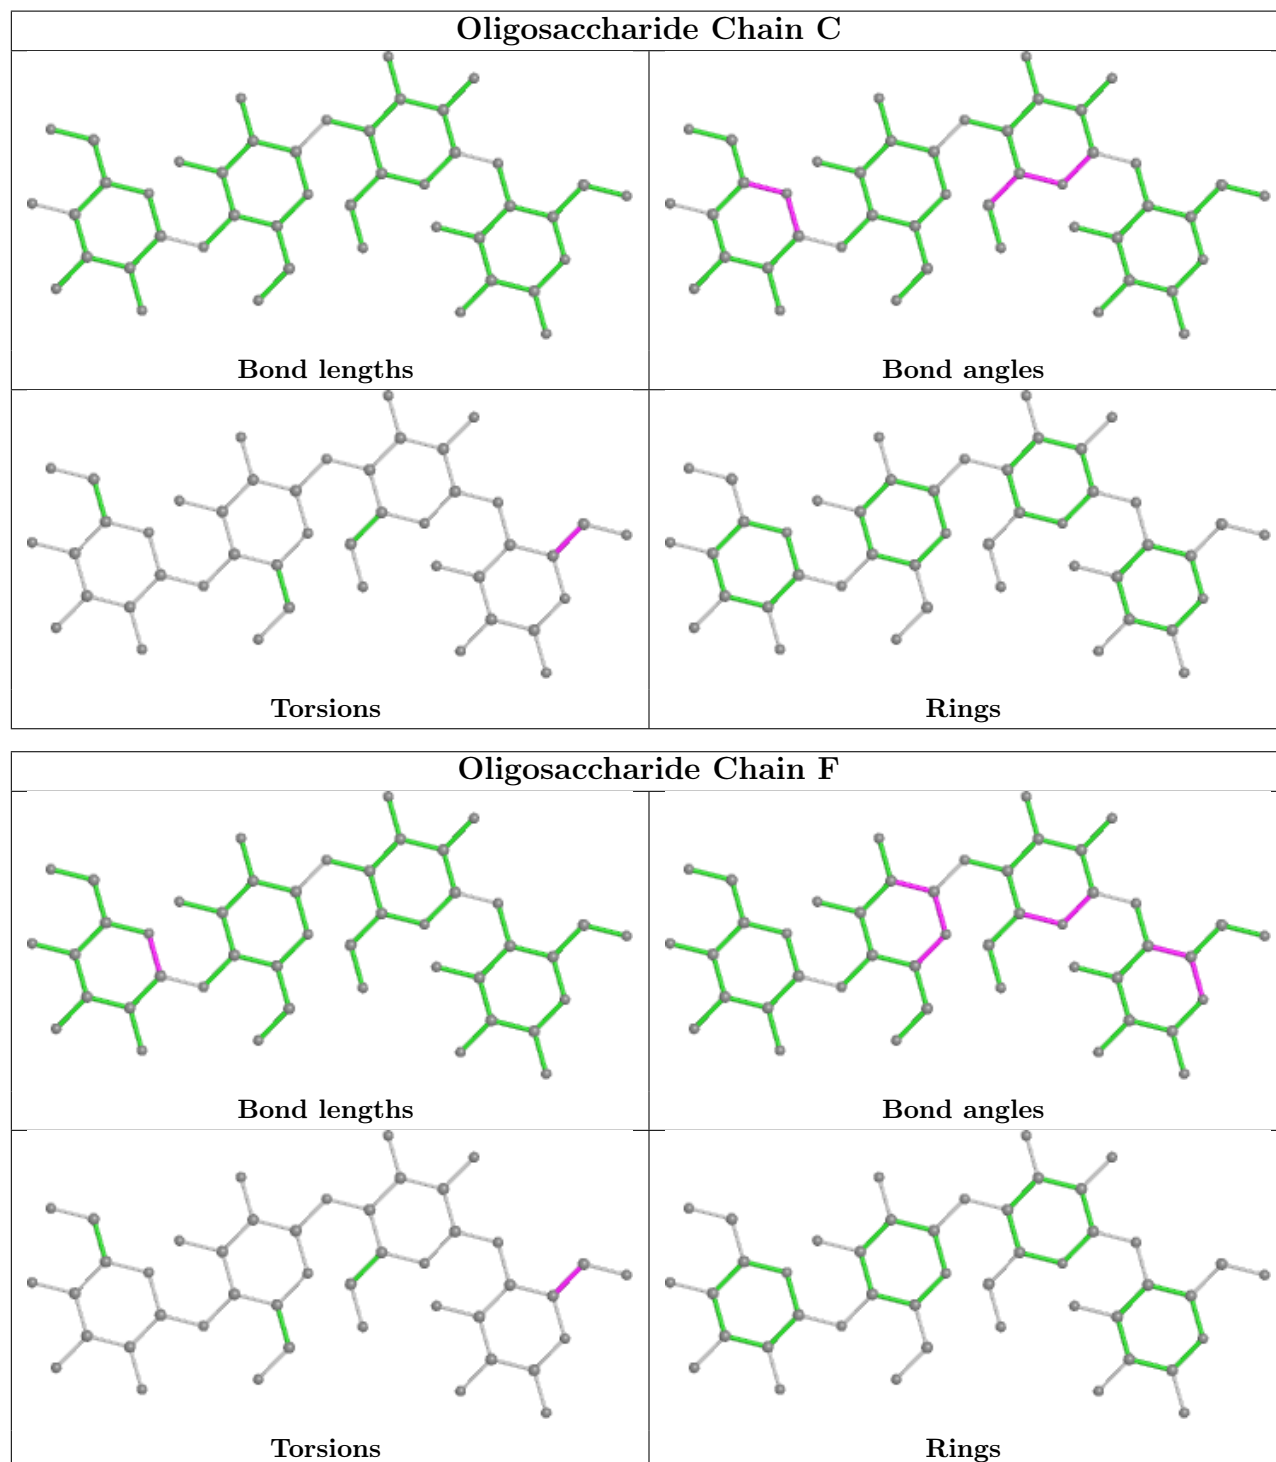 Oligosaccharide Chain C
Bond lengths
Bond angles
Torsions
Rings
Oligosaccharide Chain F
Bond lengths
Bond angles
Torsions
Rings